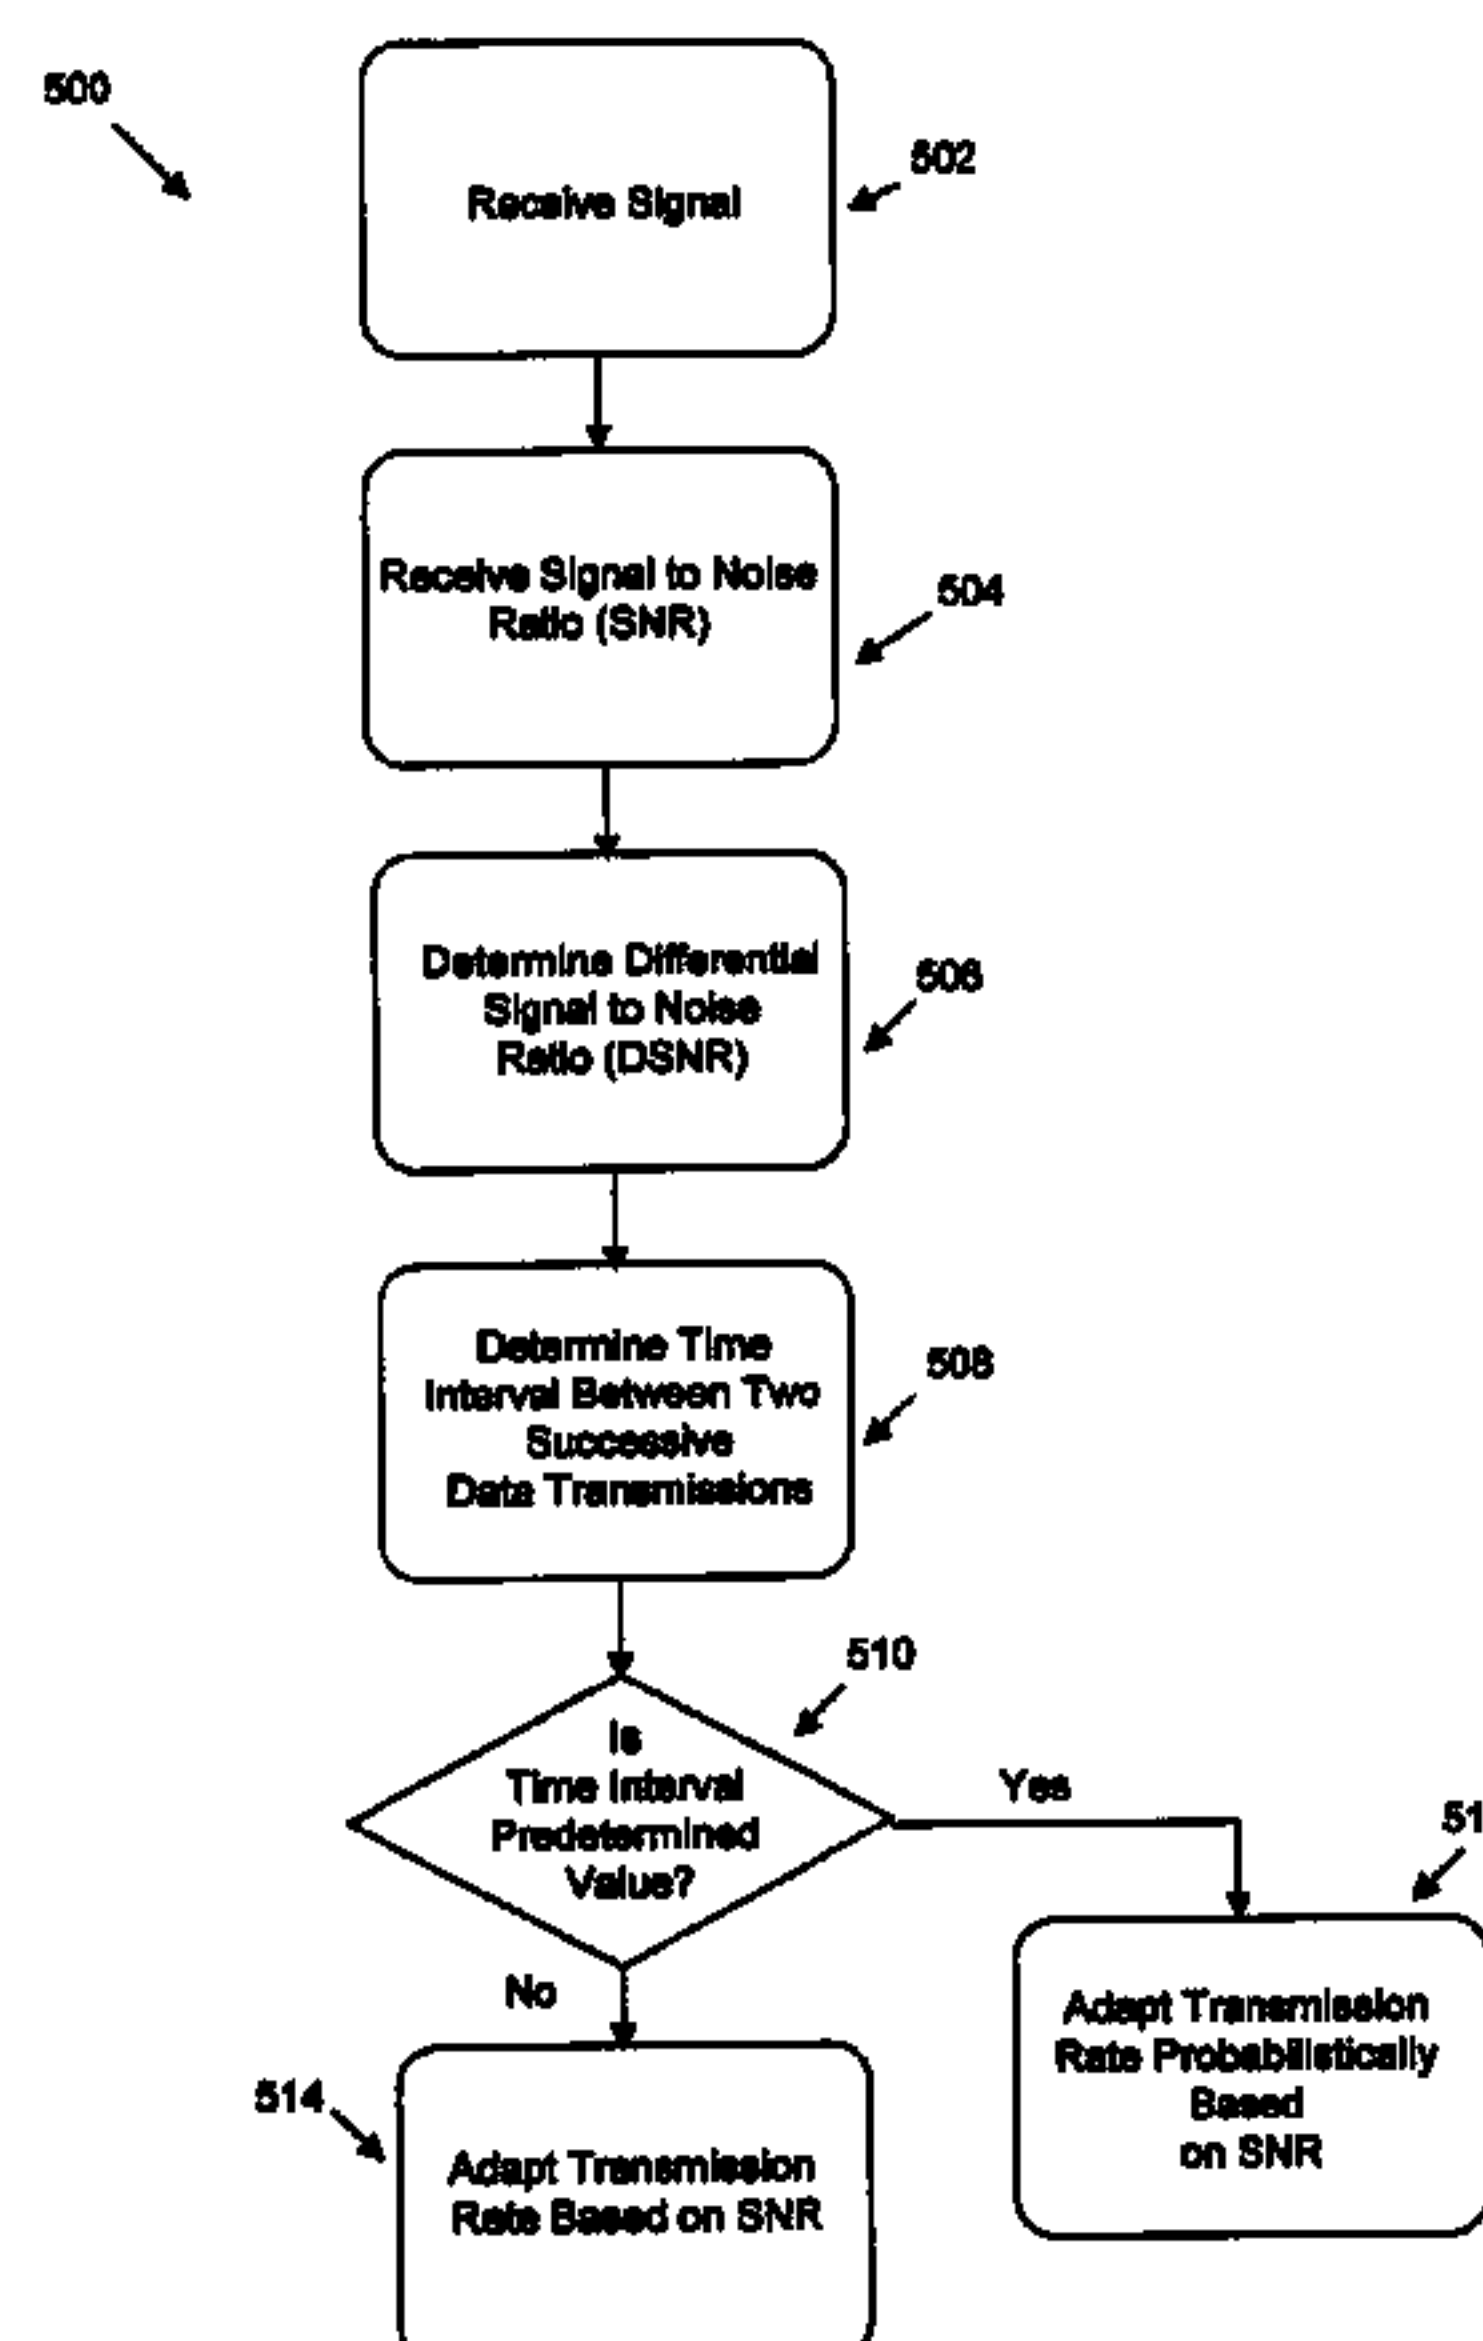 500
Receive Signal
502
Receive Signal to Noise
Ratio (SNR)
504
Determine Differential
Signal to Noise
Ratio (DSNR)
506
Determine Time
Interval Between Two
Successive
Data Transmissions
508
510
Is
Time Interval
Predetermined
Value?
Yes
51
No
Adapt Transmission
Rate Probabilistically
Based
on SNR
514
Adapt Transmission
Rate Based on SNR